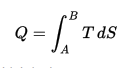 Q = ∫_A^B T dS